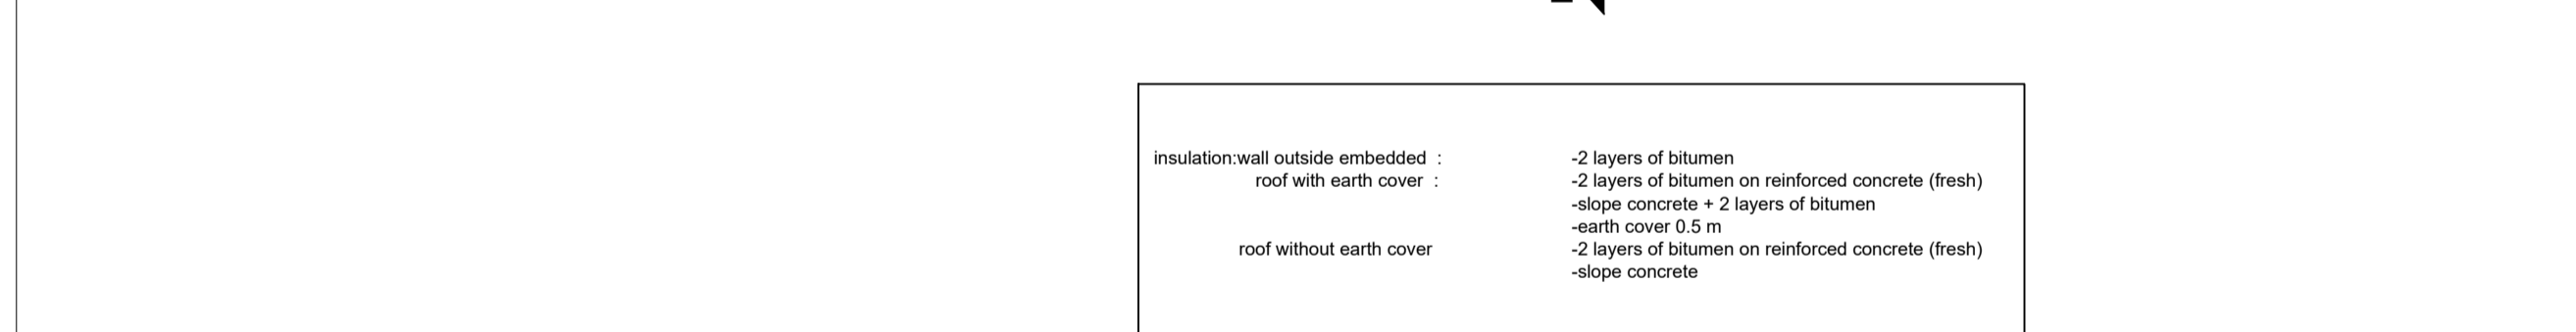 insulation:wall outside embedded : -2 layers of bitumen
roof with earth cover : -2 layers of bitumen on reinforced concrete (fresh)
-slope concrete + 2 layers of bitumen
-earth cover 0.5 m
roof without earth cover -2 layers of bitumen on reinforced concrete (fresh)
-slope concrete